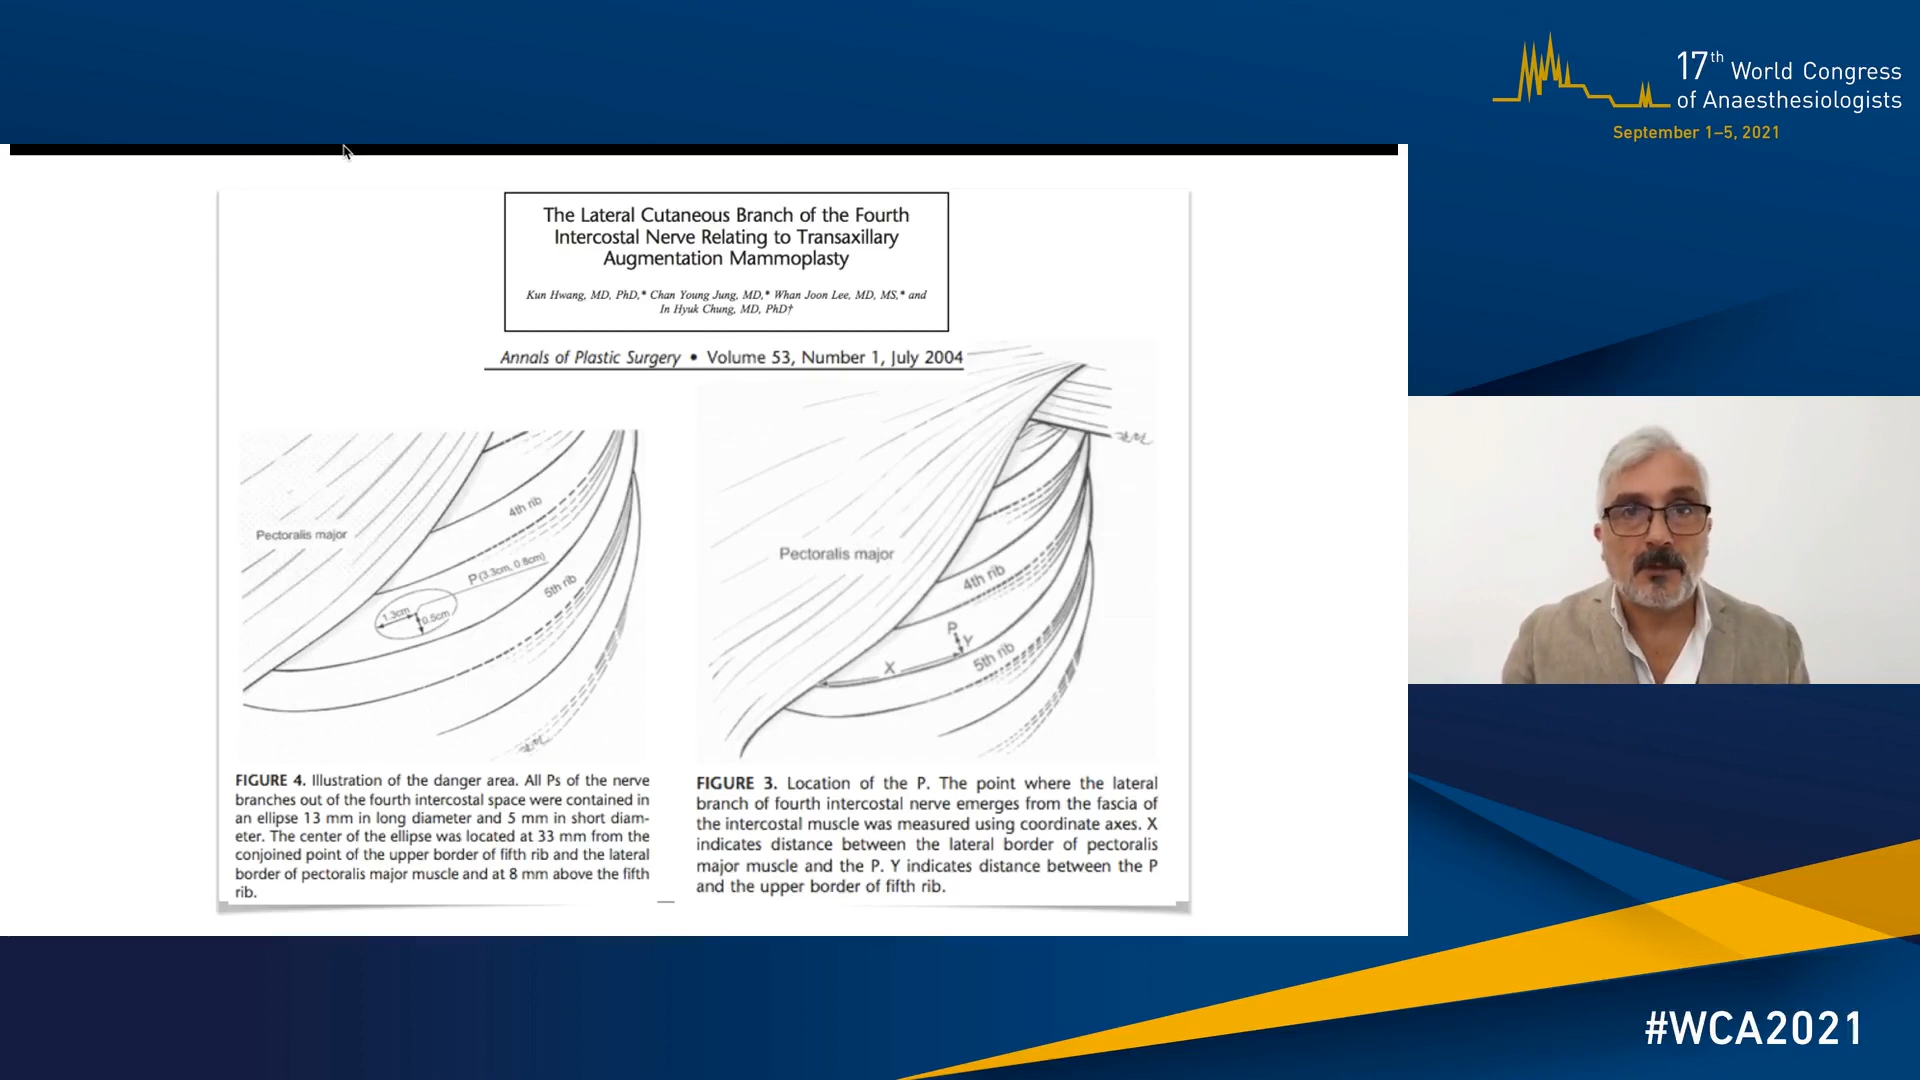 17th World Congress
of Anaesthesiologists
September 1–5, 2021
The Lateral Cutaneous Branch of the Fourth
Intercostal Nerve Relating to Transaxillary
Augmentation Mammoplasty
Kun Hwang, MD, PhD,* Chan Young Jung, MD,* Whan Joon Lee, MD, MS,* and
In Hyuk Chung, MD, PhD†
Annals of Plastic Surgery • Volume 53, Number 1, July 2004
Pectoralis major
4th rib
P(3.3cm, 0.8cm)
5th rib
1.3cm
0.5cm
Pectoralis major
4th rib
P
Y
X
5th rib
FIGURE 4. Illustration of the danger area. All Ps of the nerve
branches out of the fourth intercostal space were contained in
an ellipse 13 mm in long diameter and 5 mm in short diam-
eter. The center of the ellipse was located at 33 mm from the
conjoined point of the upper border of fifth rib and the lateral
border of pectoralis major muscle and at 8 mm above the fifth
rib.
FIGURE 3. Location of the P. The point where the lateral
branch of fourth intercostal nerve emerges from the fascia of
the intercostal muscle was measured using coordinate axes. X
indicates distance between the lateral border of pectoralis
major muscle and the P. Y indicates distance between the P
and the upper border of fifth rib.
#WCA2021